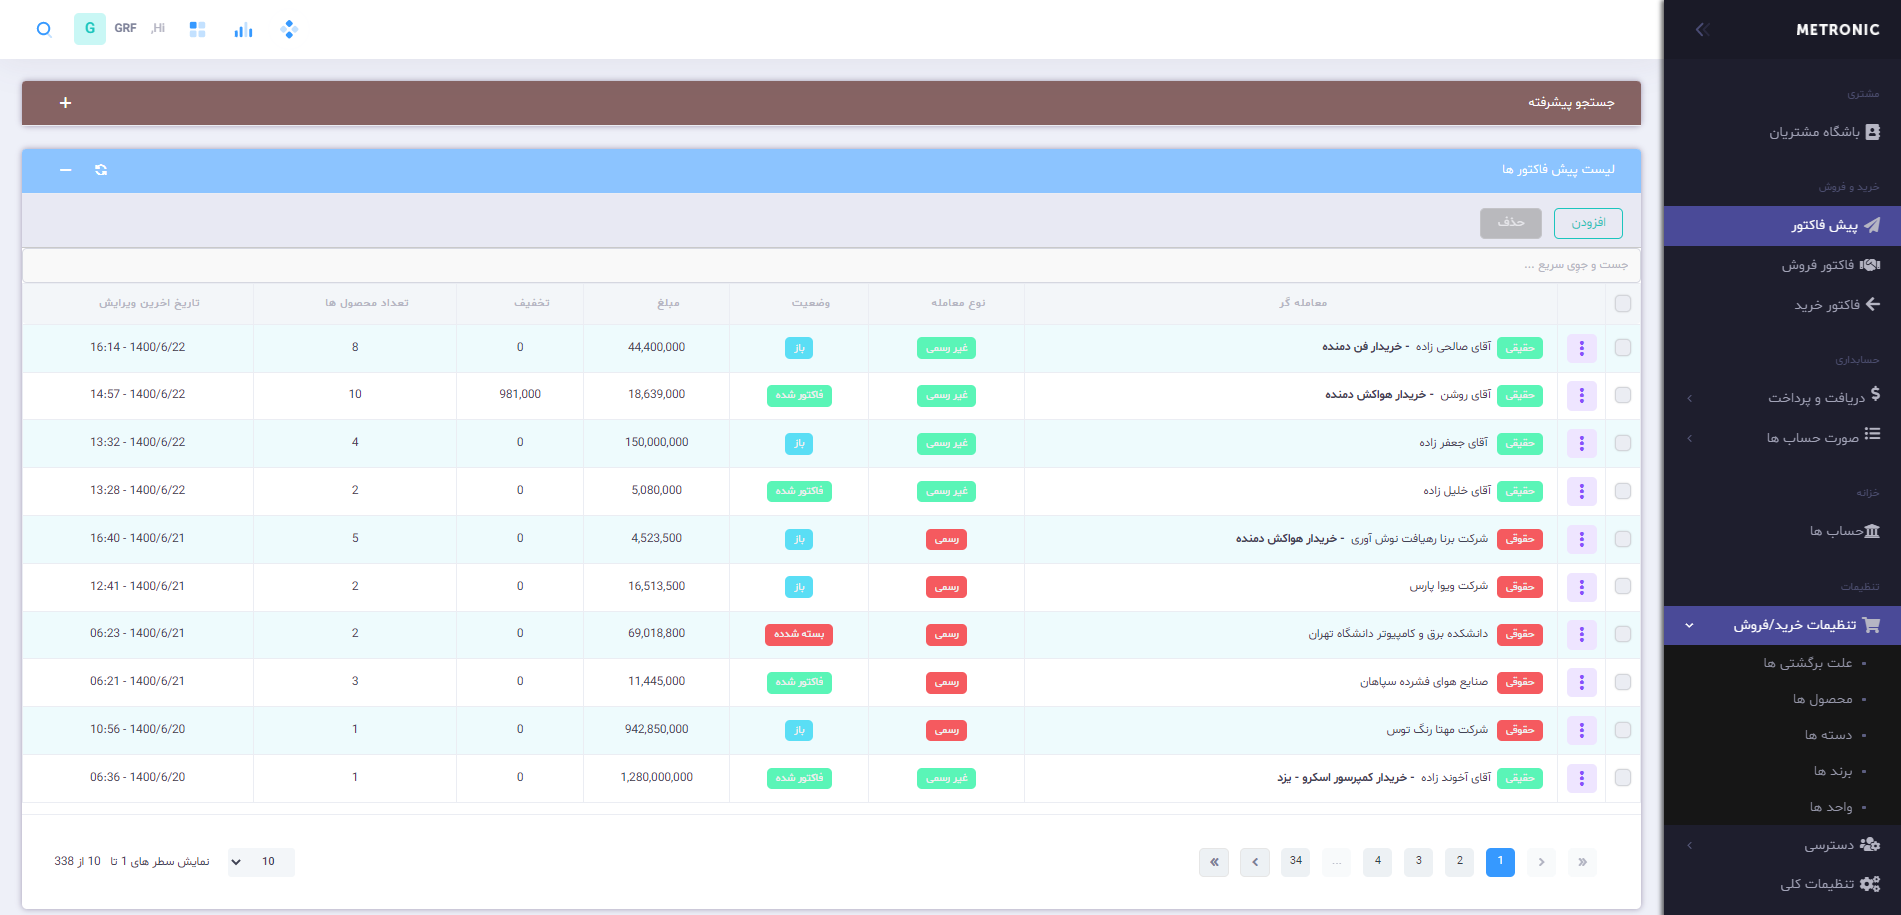 METRONIC
مشتری
باشگاه مشتریان
خرید و فروش
پیش فاکتور
فاکتور فروش
فاکتور خرید
حسابداری
دریافت و پرداخت
صورت حساب ها
خزانه
حساب ها
تنظیمات
تنظیمات خرید/فروش
علت برگشتی ها
محصول ها
دسته ها
برند ها
واحد ها
دسترسی
تنظیمات کلی
Hi, GRF G
جستجو پیشرفته
لیست پیش فاکتور ها
افزودن حذف
جست و جوی سریع ...
معامله گر نوع معامله وضعیت مبلغ تخفیف تعداد محصول ها تاریخ اخرین ویرایش
حقیقی آقای صالحی زاده - خریدار فن دمنده غیر رسمی باز 44,400,000 0 8 1400/6/22 - 16:14
حقیقی آقای روشن - خریدار هواکش دمنده غیر رسمی فاکتور شده 18,639,000 981,000 10 1400/6/22 - 14:57
حقیقی آقای جعفر زاده غیر رسمی باز 150,000,000 0 4 1400/6/22 - 13:32
حقیقی آقای خلیل زاده غیر رسمی فاکتور شده 5,080,000 0 2 1400/6/22 - 13:28
حقوقی شرکت برنا رهیافت نوش آوری - خریدار هواکش دمنده رسمی باز 4,523,500 0 5 1400/6/21 - 16:40
حقوقی شرکت ویوا پارس رسمی باز 16,513,500 0 2 1400/6/21 - 12:41
حقوقی دانشکده برق و کامپیوتر دانشگاه تهران رسمی بسته شدده 69,018,800 0 2 1400/6/21 - 06:23
حقوقی صنایع هوای فشرده سپاهان رسمی فاکتور شده 11,445,000 0 3 1400/6/21 - 06:21
حقوقی شرکت مهتا رنگ توس رسمی باز 942,850,000 0 1 1400/6/20 - 10:56
حقیقی آقای آخوند زاده - خریدار کمپرسور اسکرو - یزد غیر رسمی فاکتور شده 1,280,000,000 0 1 1400/6/20 - 06:36
1 2 3 4 ... 34
10 نمایش سطر های 1 تا 10 از 338